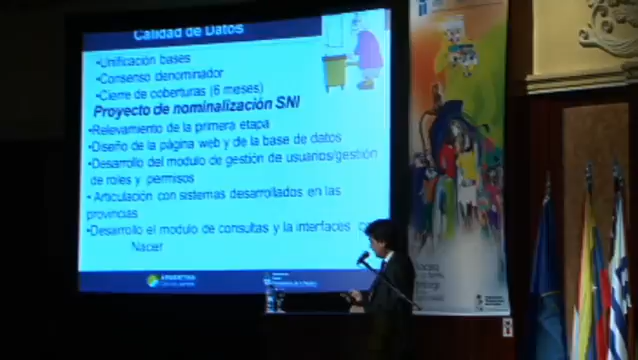 Calidad de Datos
•Unificación bases
•Consenso denominador
•Cierre de coberturas (6 meses)
Proyecto de nominalización SNI
•Relevamiento de la primera etapa
•Diseño de la página web y de la base de datos
•Desarrollo del modulo de gestión de usuarios/gestión
de roles y permisos
• Articulación con sistemas desarrollados en las
provincias
•Desarrollo el modulo de consultas y la interfaces
Nacer
ARGENTINA